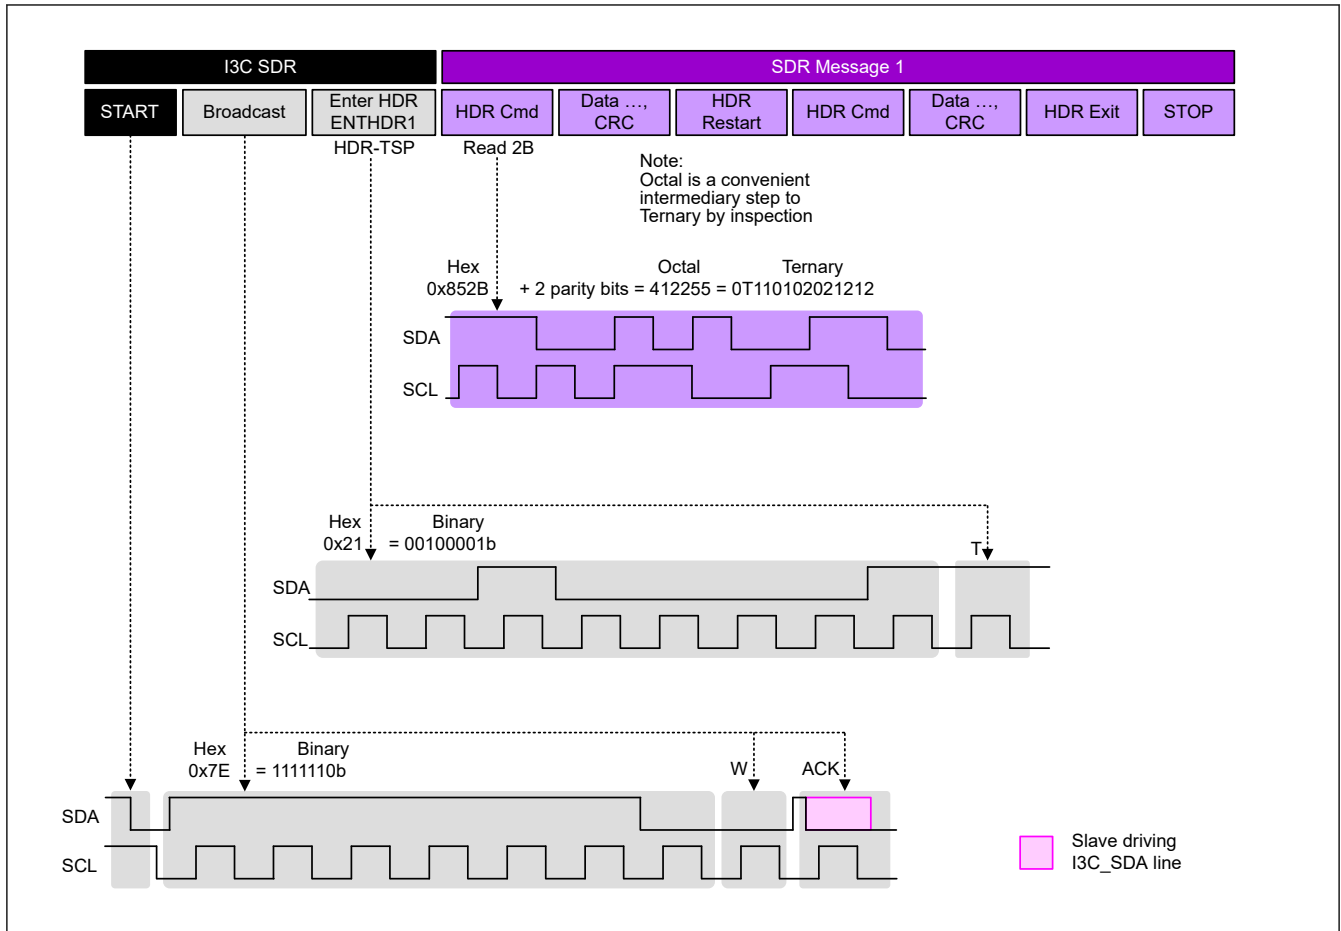 I3C SDR
SDR Message 1
START
Broadcast
Enter HDR
ENTHDR1
HDR Cmd
Data …,
CRC
HDR
Restart
HDR Cmd
Data …,
CRC
HDR Exit
STOP
HDR-TSP
Read 2B
Note:
Octal is a convenient
intermediary step to
Ternary by inspection
Hex
Octal
Ternary
0x852B + 2 parity bits = 412255 = 0T110102021212
SDA
SCL
Hex
Binary
0x21 = 00100001b
T
SDA
SCL
Hex
Binary
0x7E = 1111110b
W
ACK
SDA
SCL
Slave driving
I3C_SDA line